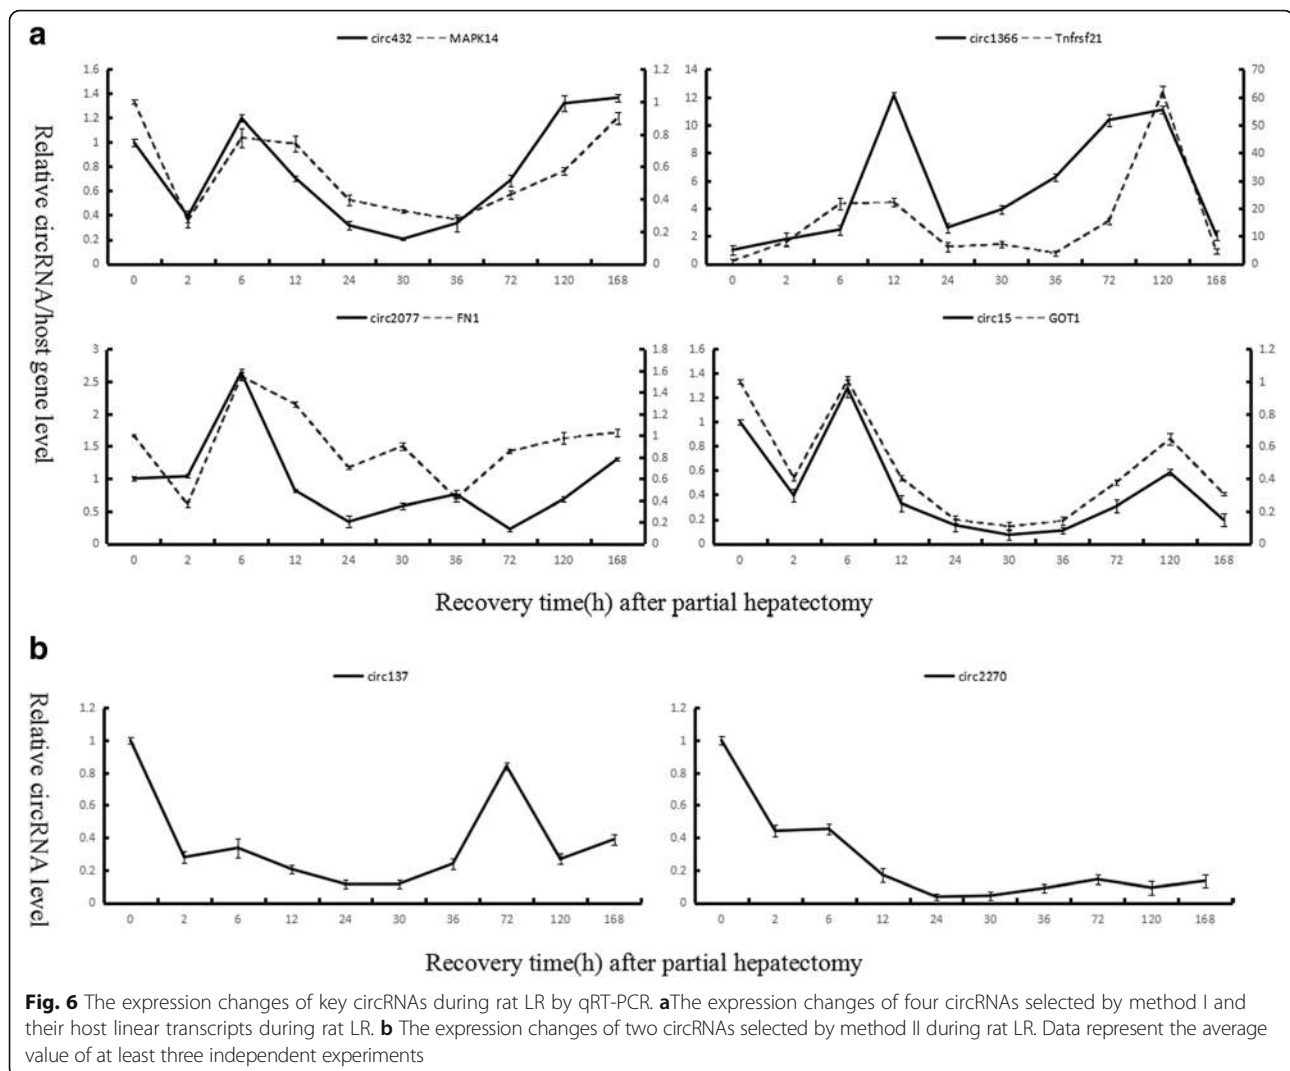 a
circ432 MAPK14
circ1366 Tnfrsf21
1.6 1.2
1.4 1
1.2 0.8
1 0.6
0.8 0.4
0.6 0.2
0.4 0
0.2
0
0 2 6 12 24 30 36 72 120 168
14 70
12 60
10 50
8 40
6 30
4 20
2 10
0 0
0 2 6 12 24 30 36 72 120 168
Relative circRNA/host gene level
circ2077 FN1
circ15 GOT1
3 1.8
2.5 1.6
2 1.4
1.5 1.2
1 1
0.5 0.8
0 0.6
0.4
0.2
0
0 2 6 12 24 30 36 72 120 168
1.6 1.2
1.4 1
1.2 0.8
1 0.6
0.8 0.4
0.6 0.2
0.4 0
0.2
0
0 2 6 12 24 30 36 72 120 168
Recovery time(h) after partial hepatectomy
b
circ137
circ2270
Relative circRNA level
1.2
1
0.8
0.6
0.4
0.2
0
0 2 6 12 24 30 36 72 120 168
1.2
1
0.8
0.6
0.4
0.2
0
0 2 6 12 24 30 36 72 120 168
Recovery time(h) after partial hepatectomy
Fig. 6 The expression changes of key circRNAs during rat LR by qRT-PCR. aThe expression changes of four circRNAs selected by method I and
their host linear transcripts during rat LR. b The expression changes of two circRNAs selected by method II during rat LR. Data represent the average
value of at least three independent experiments